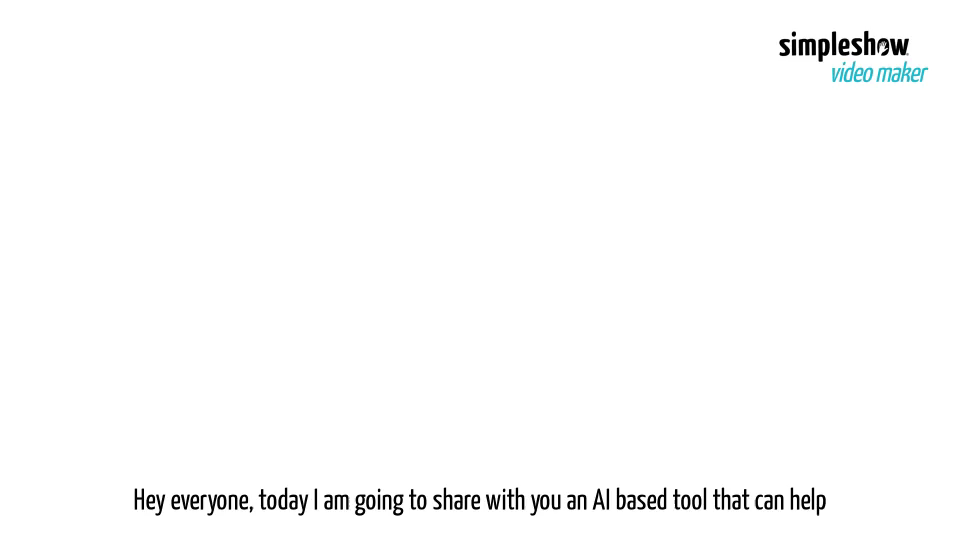 simpleshow
video maker
Hey everyone, today I am going to share with you an AI based tool that can help